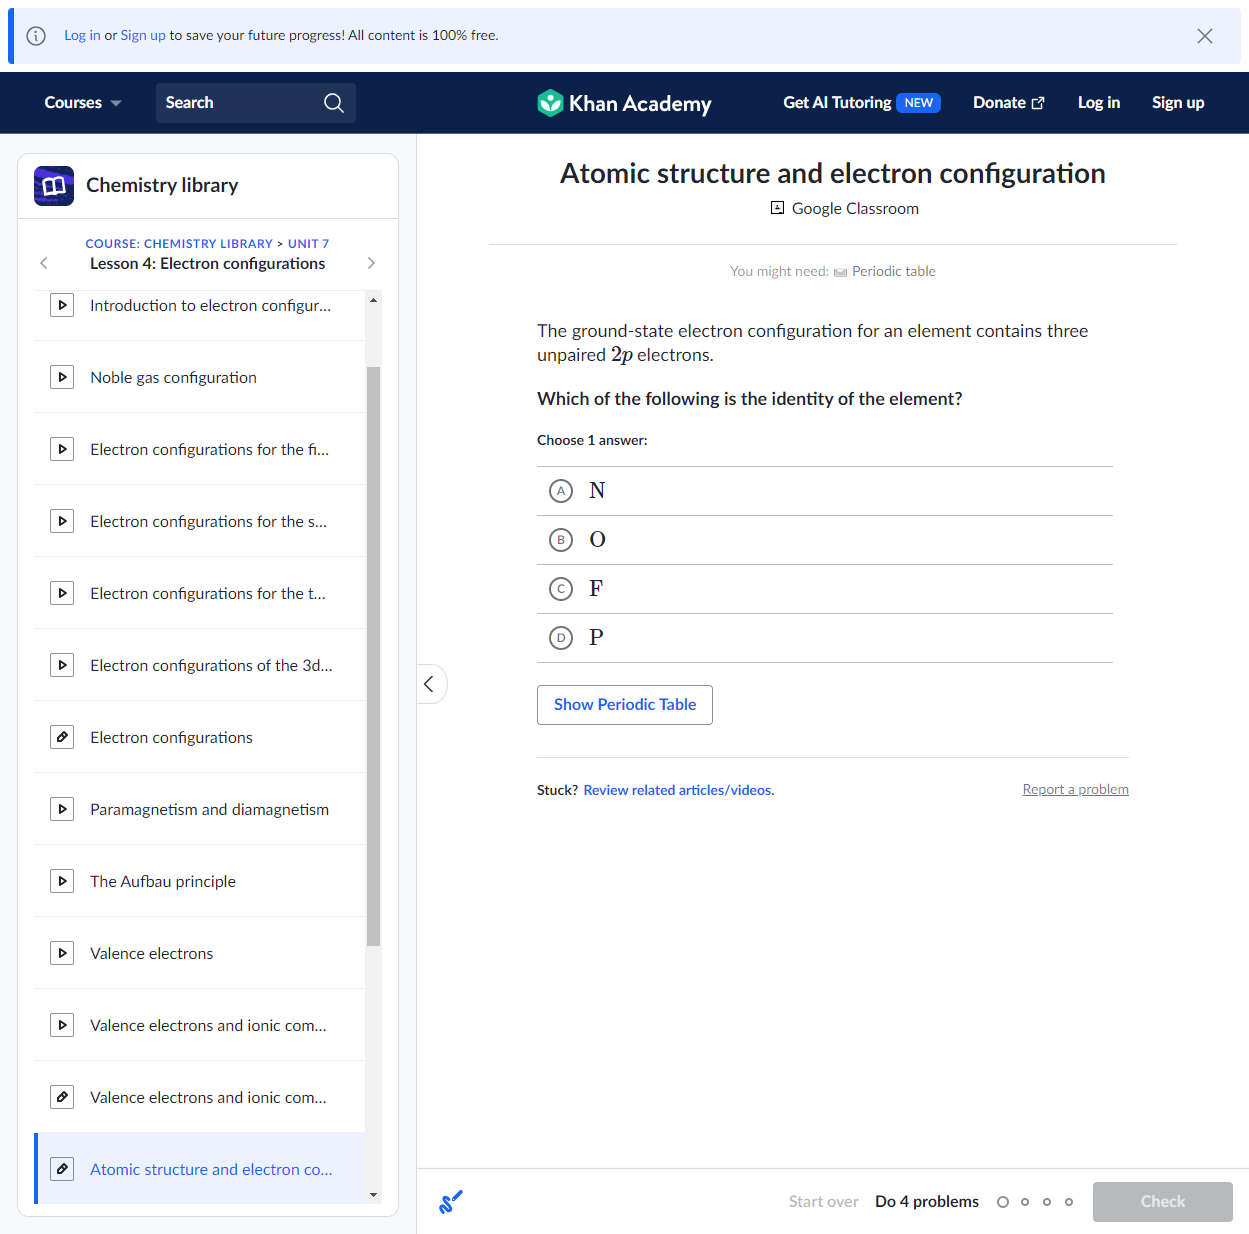 Log in or Sign up to save your future progress! All content is 100% free.
Courses
Search
Khan Academy
Get AI Tutoring NEW
Donate
Log in
Sign up
Chemistry library
COURSE: CHEMISTRY LIBRARY > UNIT 7
Lesson 4: Electron configurations
Introduction to electron configur...
Noble gas configuration
Electron configurations for the fi...
Electron configurations for the s...
Electron configurations for the t...
Electron configurations of the 3d...
Electron configurations
Paramagnetism and diamagnetism
The Aufbau principle
Valence electrons
Valence electrons and ionic com...
Valence electrons and ionic com...
Atomic structure and electron co...
Atomic structure and electron configuration
Google Classroom
You might need: Periodic table
The ground-state electron configuration for an element contains three
unpaired 2p electrons.
Which of the following is the identity of the element?
Choose 1 answer:
A N
B O
C F
D P
Show Periodic Table
Stuck? Review related articles/videos.
Report a problem
Start over
Do 4 problems
Check